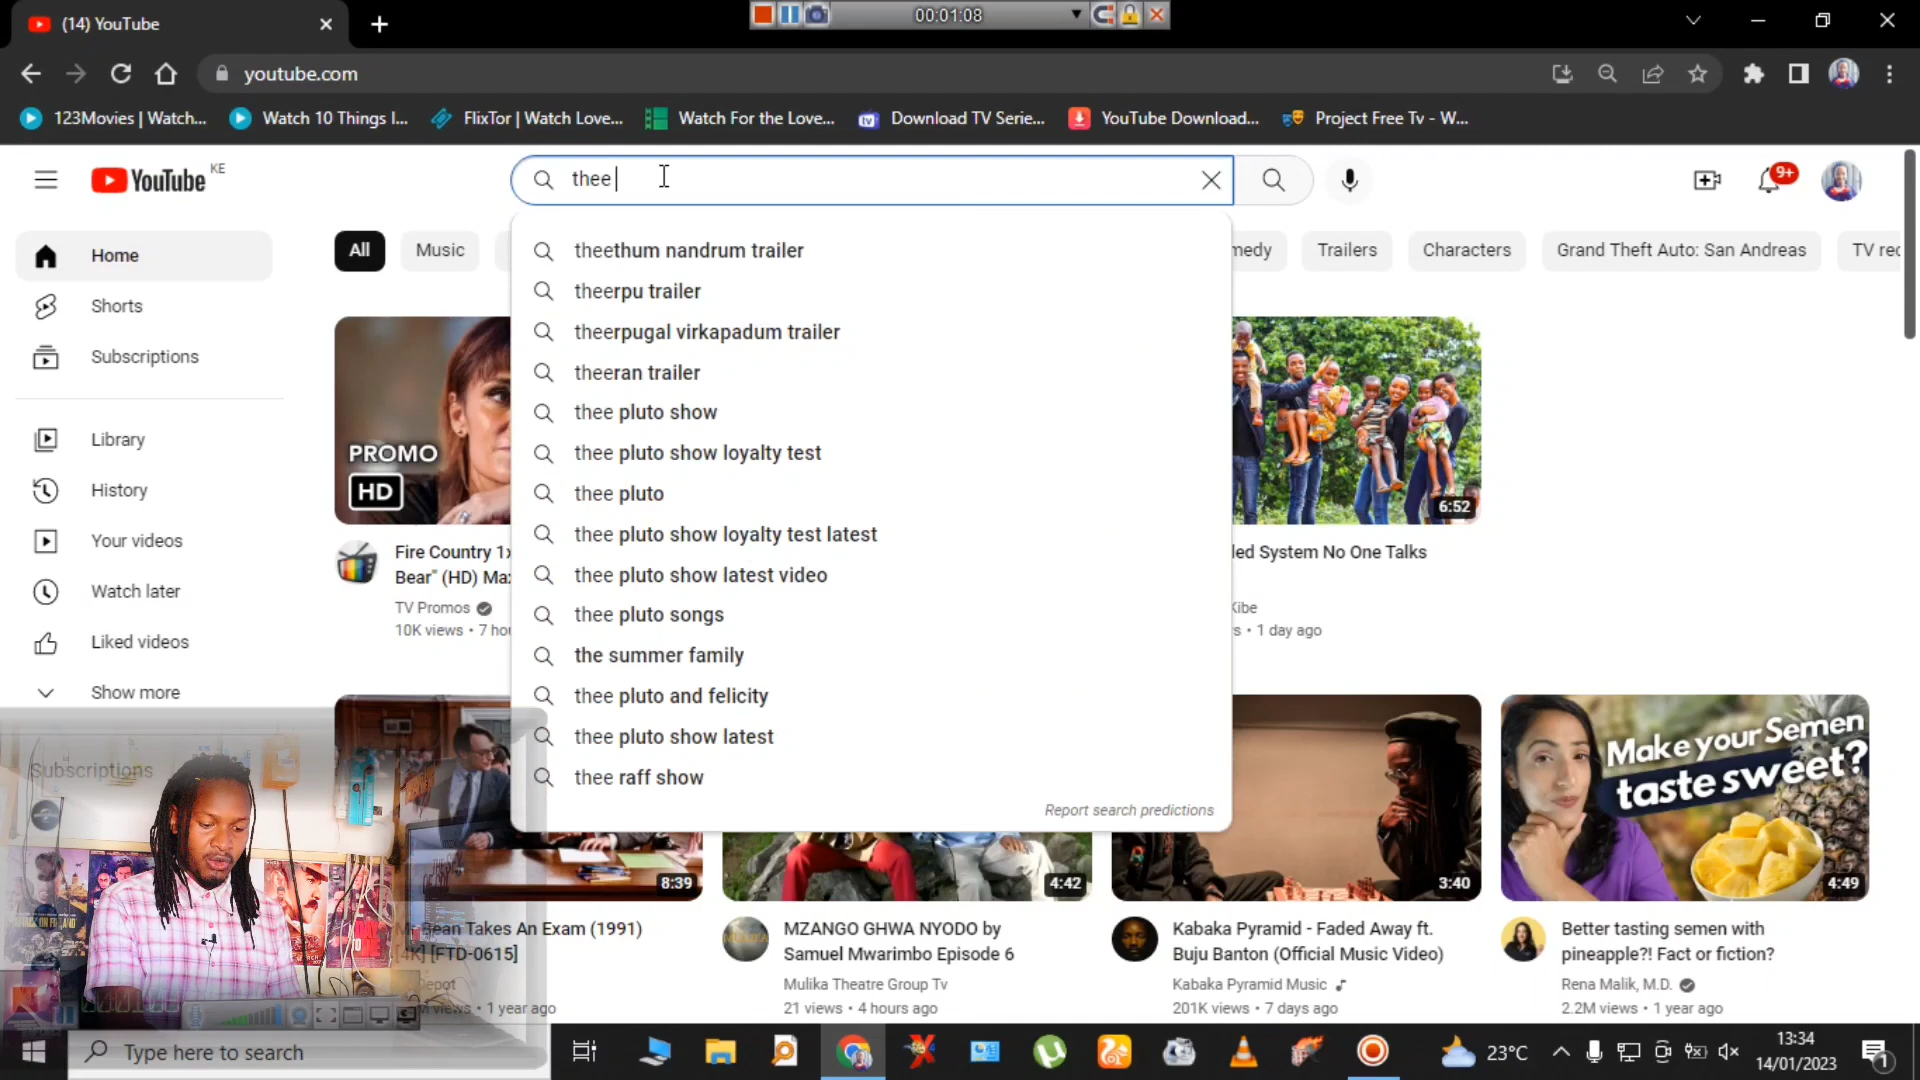 (14) YouTube
00:01:08
youtube.com
123Movies | Watch...
Watch 10 Things I...
FlixTor | Watch Love...
Watch For the Love...
Download TV Serie...
YouTube Download...
Project Free Tv - W...
YouTube KE
thee
9+
Home
Shorts
Subscriptions
Library
History
Your videos
Watch later
Liked videos
Show more
Subscriptions
All
Music
medy
Trailers
Characters
Grand Theft Auto: San Andreas
TV rec
theethum nandrum trailer
theerpu trailer
theerpugal virkapadum trailer
theeran trailer
thee pluto show
thee pluto show loyalty test
thee pluto
thee pluto show loyalty test latest
thee pluto show latest video
thee pluto songs
the summer family
thee pluto and felicity
thee pluto show latest
thee raff show
Report search predictions
PROMO
HD
Fire Country 1x
Bear" (HD) Max
TV Promos
10K views • 7 hou
6:52
led System No One Talks
Kibe
s • 1 day ago
8:39
Mr Bean Takes An Exam (1991)
[4K] [FTD-0615]
Depot
views • 1 year ago
4:42
MZANGO GHWA NYODO by
Samuel Mwarimbo Episode 6
Mulika Theatre Group Tv
21 views • 4 hours ago
3:40
Kabaka Pyramid - Faded Away ft.
Buju Banton (Official Music Video)
Kabaka Pyramid Music
201K views • 7 days ago
Make your Semen
taste sweet?
4:49
Better tasting semen with
pineapple?! Fact or fiction?
Rena Malik, M.D.
2.2M views • 1 year ago
Type here to search
23°C
13:34
14/01/2023
1